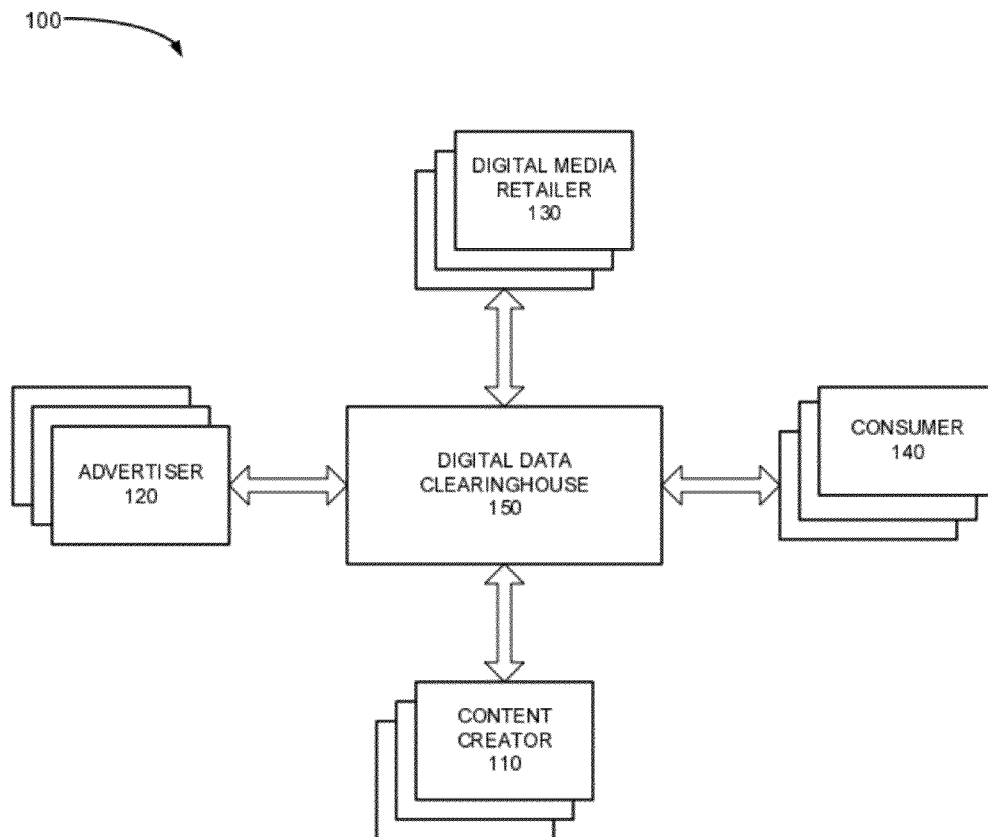 100
DIGITAL MEDIA
RETAILER
130
ADVERTISER
120
DIGITAL DATA
CLEARINGHOUSE
150
CONSUMER
140
CONTENT
CREATOR
110